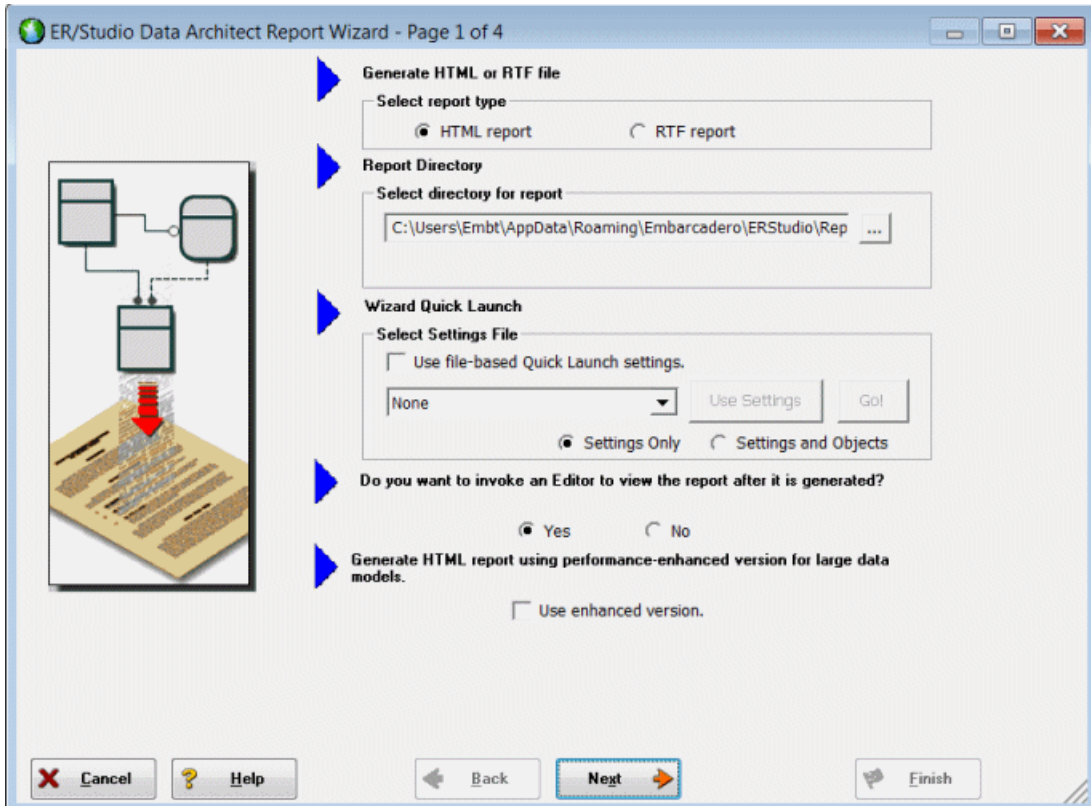 ER/Studio Data Architect Report Wizard - Page 1 of 4
Generate HTML or RTF file
Select report type
HTML report RTF report
Report Directory
Select directory for report
C:\Users\Embt\AppData\Roaming\Embarcadero\ERStudio\Rep ...
Wizard Quick Launch
Select Settings File
Use file-based Quick Launch settings.
None Use Settings Go!
Settings Only Settings and Objects
Do you want to invoke an Editor to view the report after it is generated?
Yes No
Generate HTML report using performance-enhanced version for large data
models.
Use enhanced version.
Cancel Help Back Next Finish